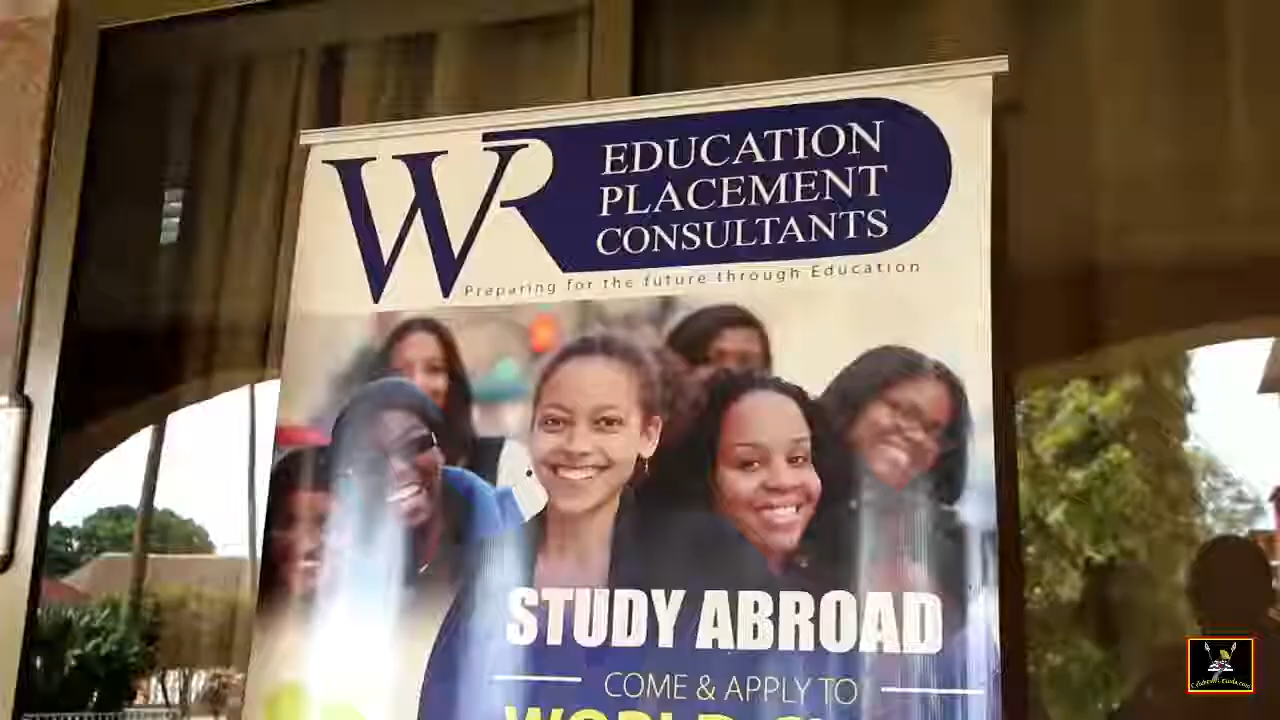 WR
EDUCATION
PLACEMENT
CONSULTANTS
Preparing for the future through Education
STUDY ABROAD
COME & APPLY TO